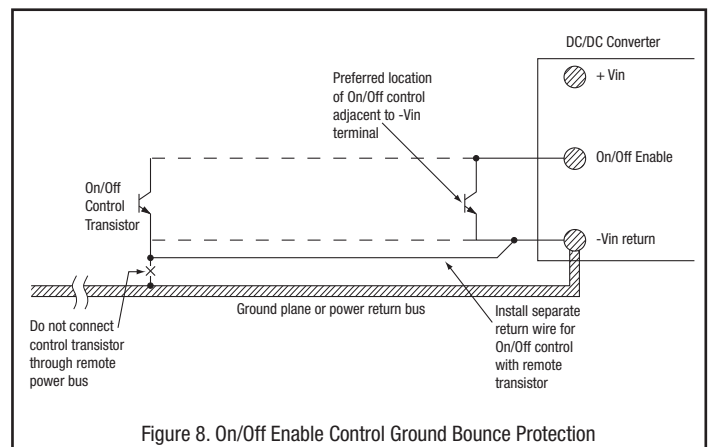 DC/DC Converter
+ Vin
Preferred location
of On/Off control
adjacent to -Vin
terminal
On/Off Enable
On/Off
Control
Transistor
-Vin return
Ground plane or power return bus
Do not connect
control transistor
through remote
power bus
Install separate
return wire for
On/Off control
with remote
transistor
Figure 8. On/Off Enable Control Ground Bounce Protection